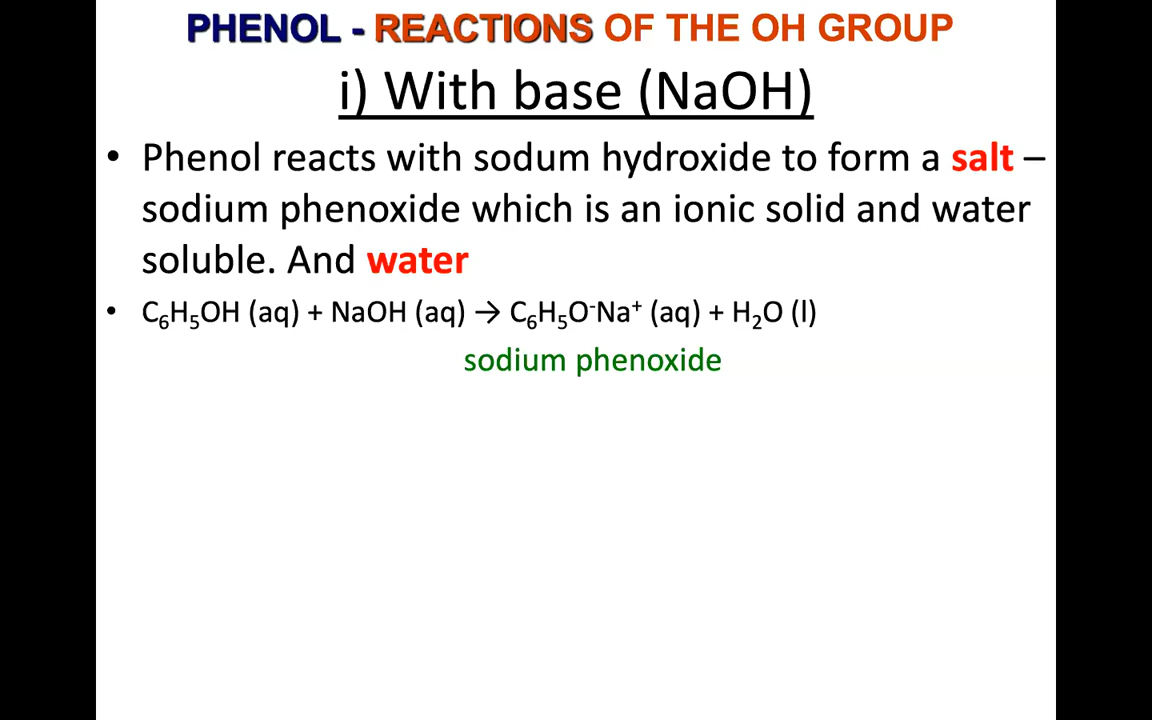 PHENOL - REACTIONS OF THE OH GROUP
i) With base (NaOH)
• Phenol reacts with sodum hydroxide to form a salt –
sodium phenoxide which is an ionic solid and water
soluble. And water
• C₆H₅OH (aq) + NaOH (aq) → C₆H₅O⁻Na⁺ (aq) + H₂O (l)
sodium phenoxide